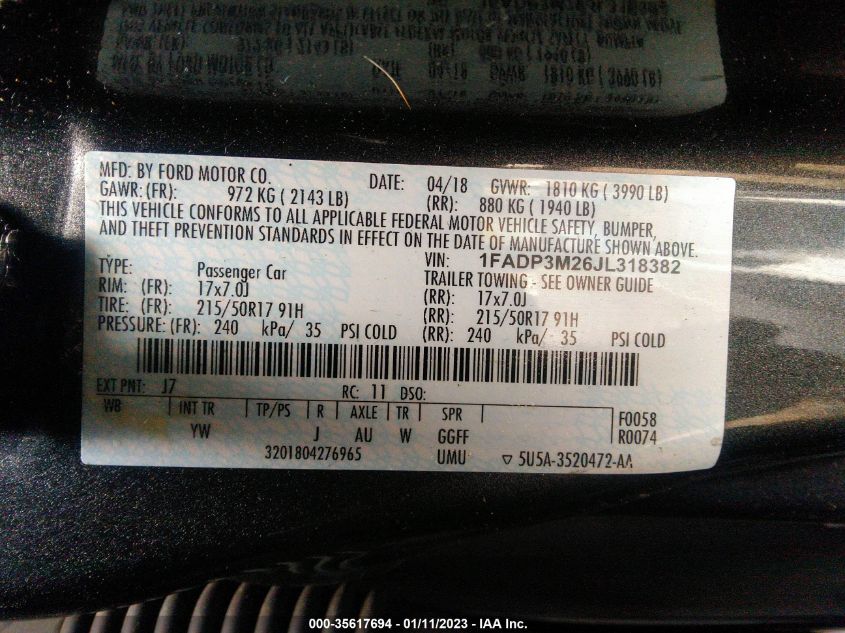 MFD. BY FORD MOTOR CO. DATE: 04/18 GVWR: 1810 KG ( 3990 LB)
GAWR: (FR): 972 KG ( 2143 LB) (RR): 880 KG ( 1940 LB)
THIS VEHICLE CONFORMS TO ALL APPLICABLE FEDERAL MOTOR VEHICLE SAFETY, BUMPER,
AND THEFT PREVENTION STANDARDS IN EFFECT ON THE DATE OF MANUFACTURE SHOWN ABOVE.
VIN: 1FADP3M26JL318382
TYPE: Passenger Car TRAILER TOWING - SEE OWNER GUIDE
RIM: (FR): 17x7.0J (RR): 17x7.0J
TIRE: (FR): 215/50R17 91H (RR): 215/50R17 91H
PRESSURE: (FR): 240 kPa/ 35 PSI COLD (RR): 240 kPa/ 35 PSI COLD
EXT PNT: J7 RC: 11 DSO:
WB INT TR TP/PS R AXLE TR SPR F0058
YW J AU W GGFF R0074
3201804276965 UMU ▽ 5U5A-3520472-AA
000-35617694 - 01/11/2023 - IAA Inc.